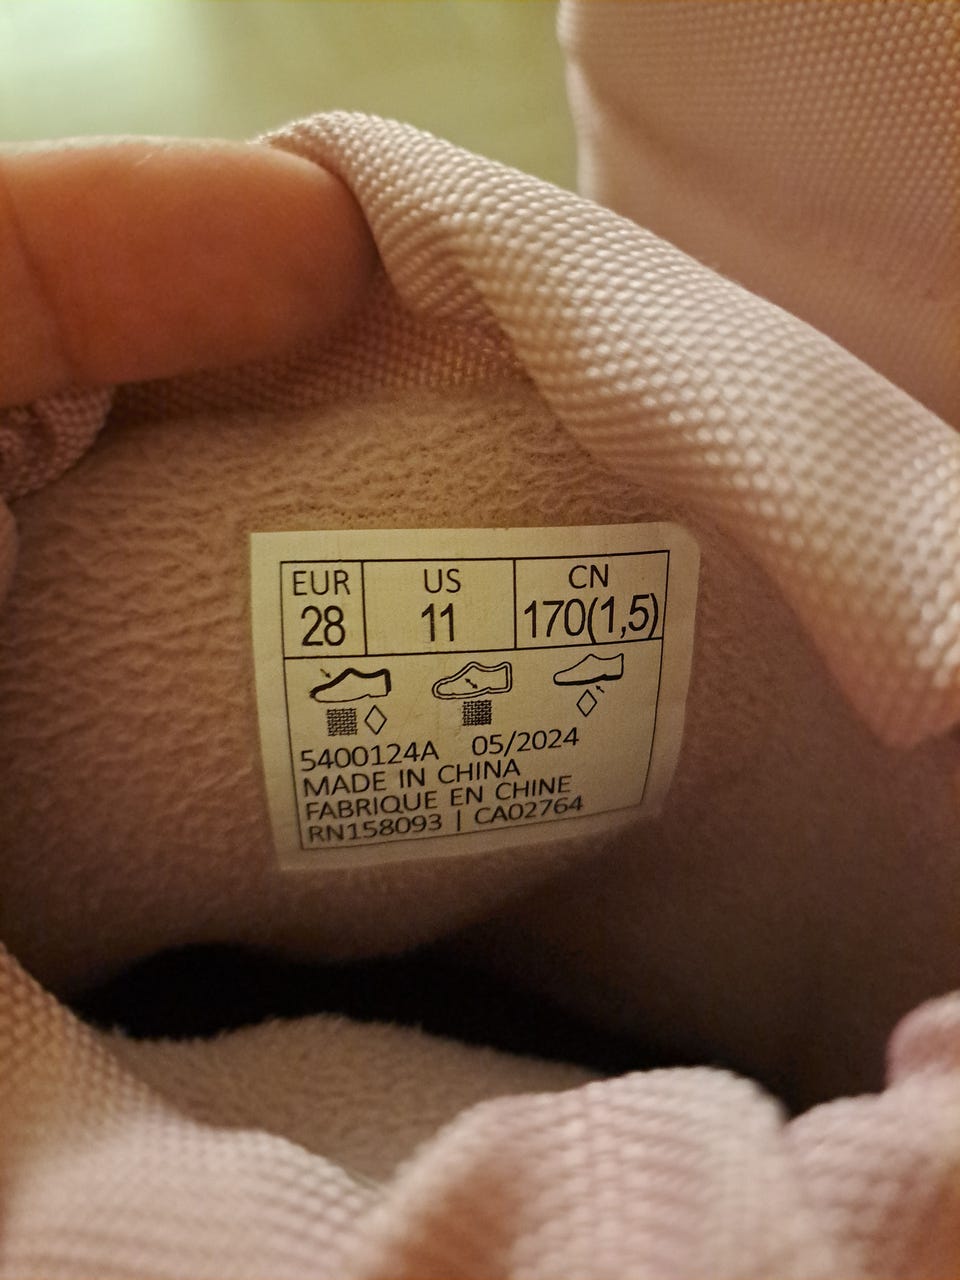 EUR US CN
28 11 170(1,5)
5400124A 05/2024
MADE IN CHINA
FABRIQUE EN CHINE
RN158093 | CA02764